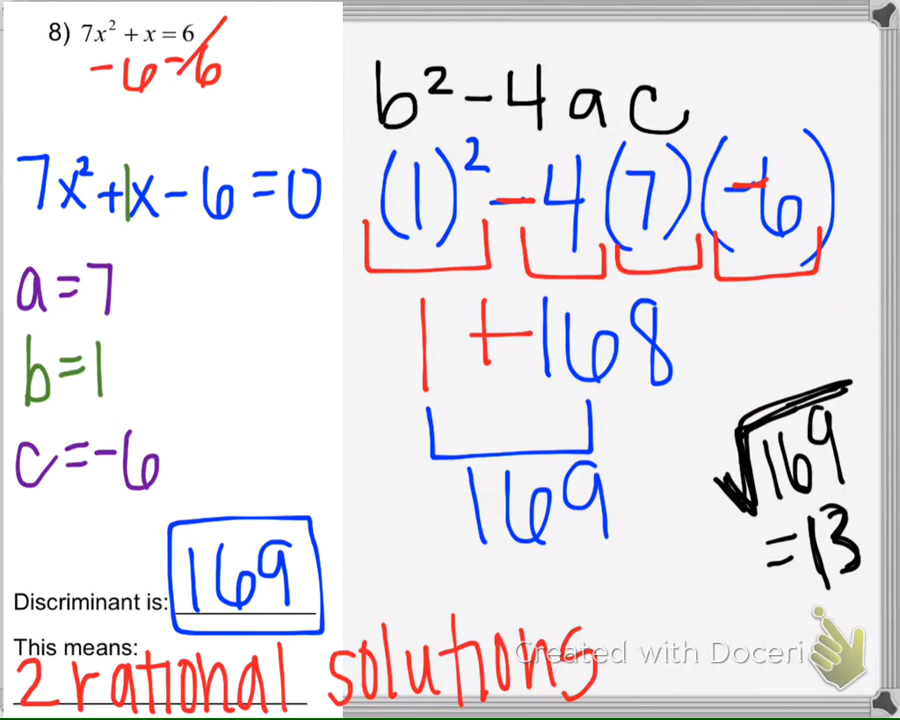 8) 7x² + x = 6
-6 -6
7x² + 1x - 6 = 0
a = 7
b = 1
c = -6
Discriminant is: 169
This means:
2 rational solutions
b² - 4ac
(1)² - 4(7)(-6)
1 + 168
169
√169
= 13
Created with Doceri